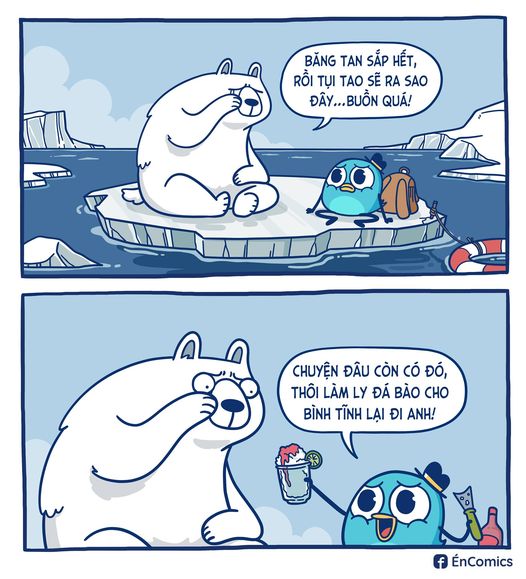 BĂNG TAN SẮP HẾT,
RỒI TỤI TAO SẼ RA SAO
ĐÂY...BUỒN QUÁ!
CHUYỆN ĐÂU CÒN CÓ ĐÓ,
THÔI LÀM LY ĐÁ BÀO CHO
BÌNH TĨNH LẠI ĐI ANH!
ÉnComics